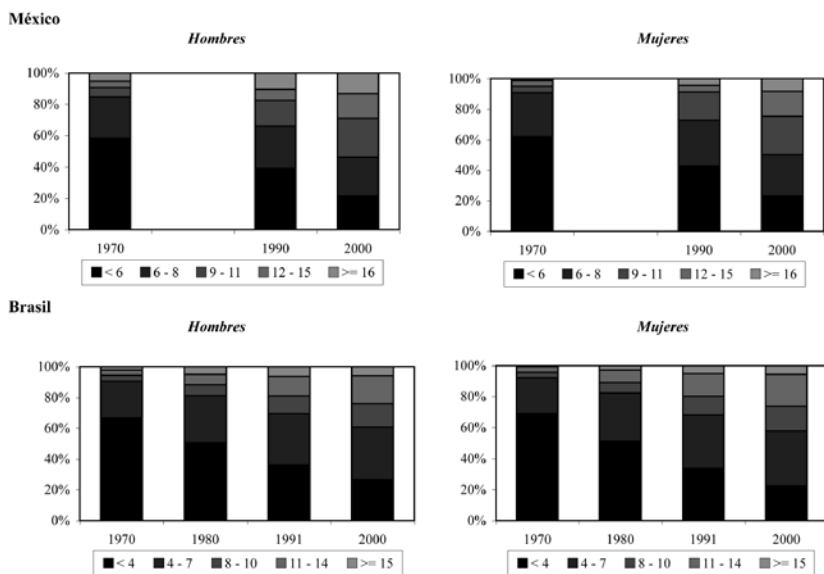 México
Hombres
Mujeres
100%
80%
60%
40%
20%
0%
1970
1990
2000
< 6
6 - 8
9 - 11
12 - 15
>= 16
100%
80%
60%
40%
20%
0%
1970
1990
2000
< 6
6 - 8
9 - 11
12 - 15
>= 16
Brasil
Hombres
Mujeres
100%
80%
60%
40%
20%
0%
1970
1980
1991
2000
< 4
4 - 7
8 - 10
11 - 14
>= 15
100%
80%
60%
40%
20%
0%
1970
1980
1991
2000
< 4
4 - 7
8 - 10
11 - 14
>= 15